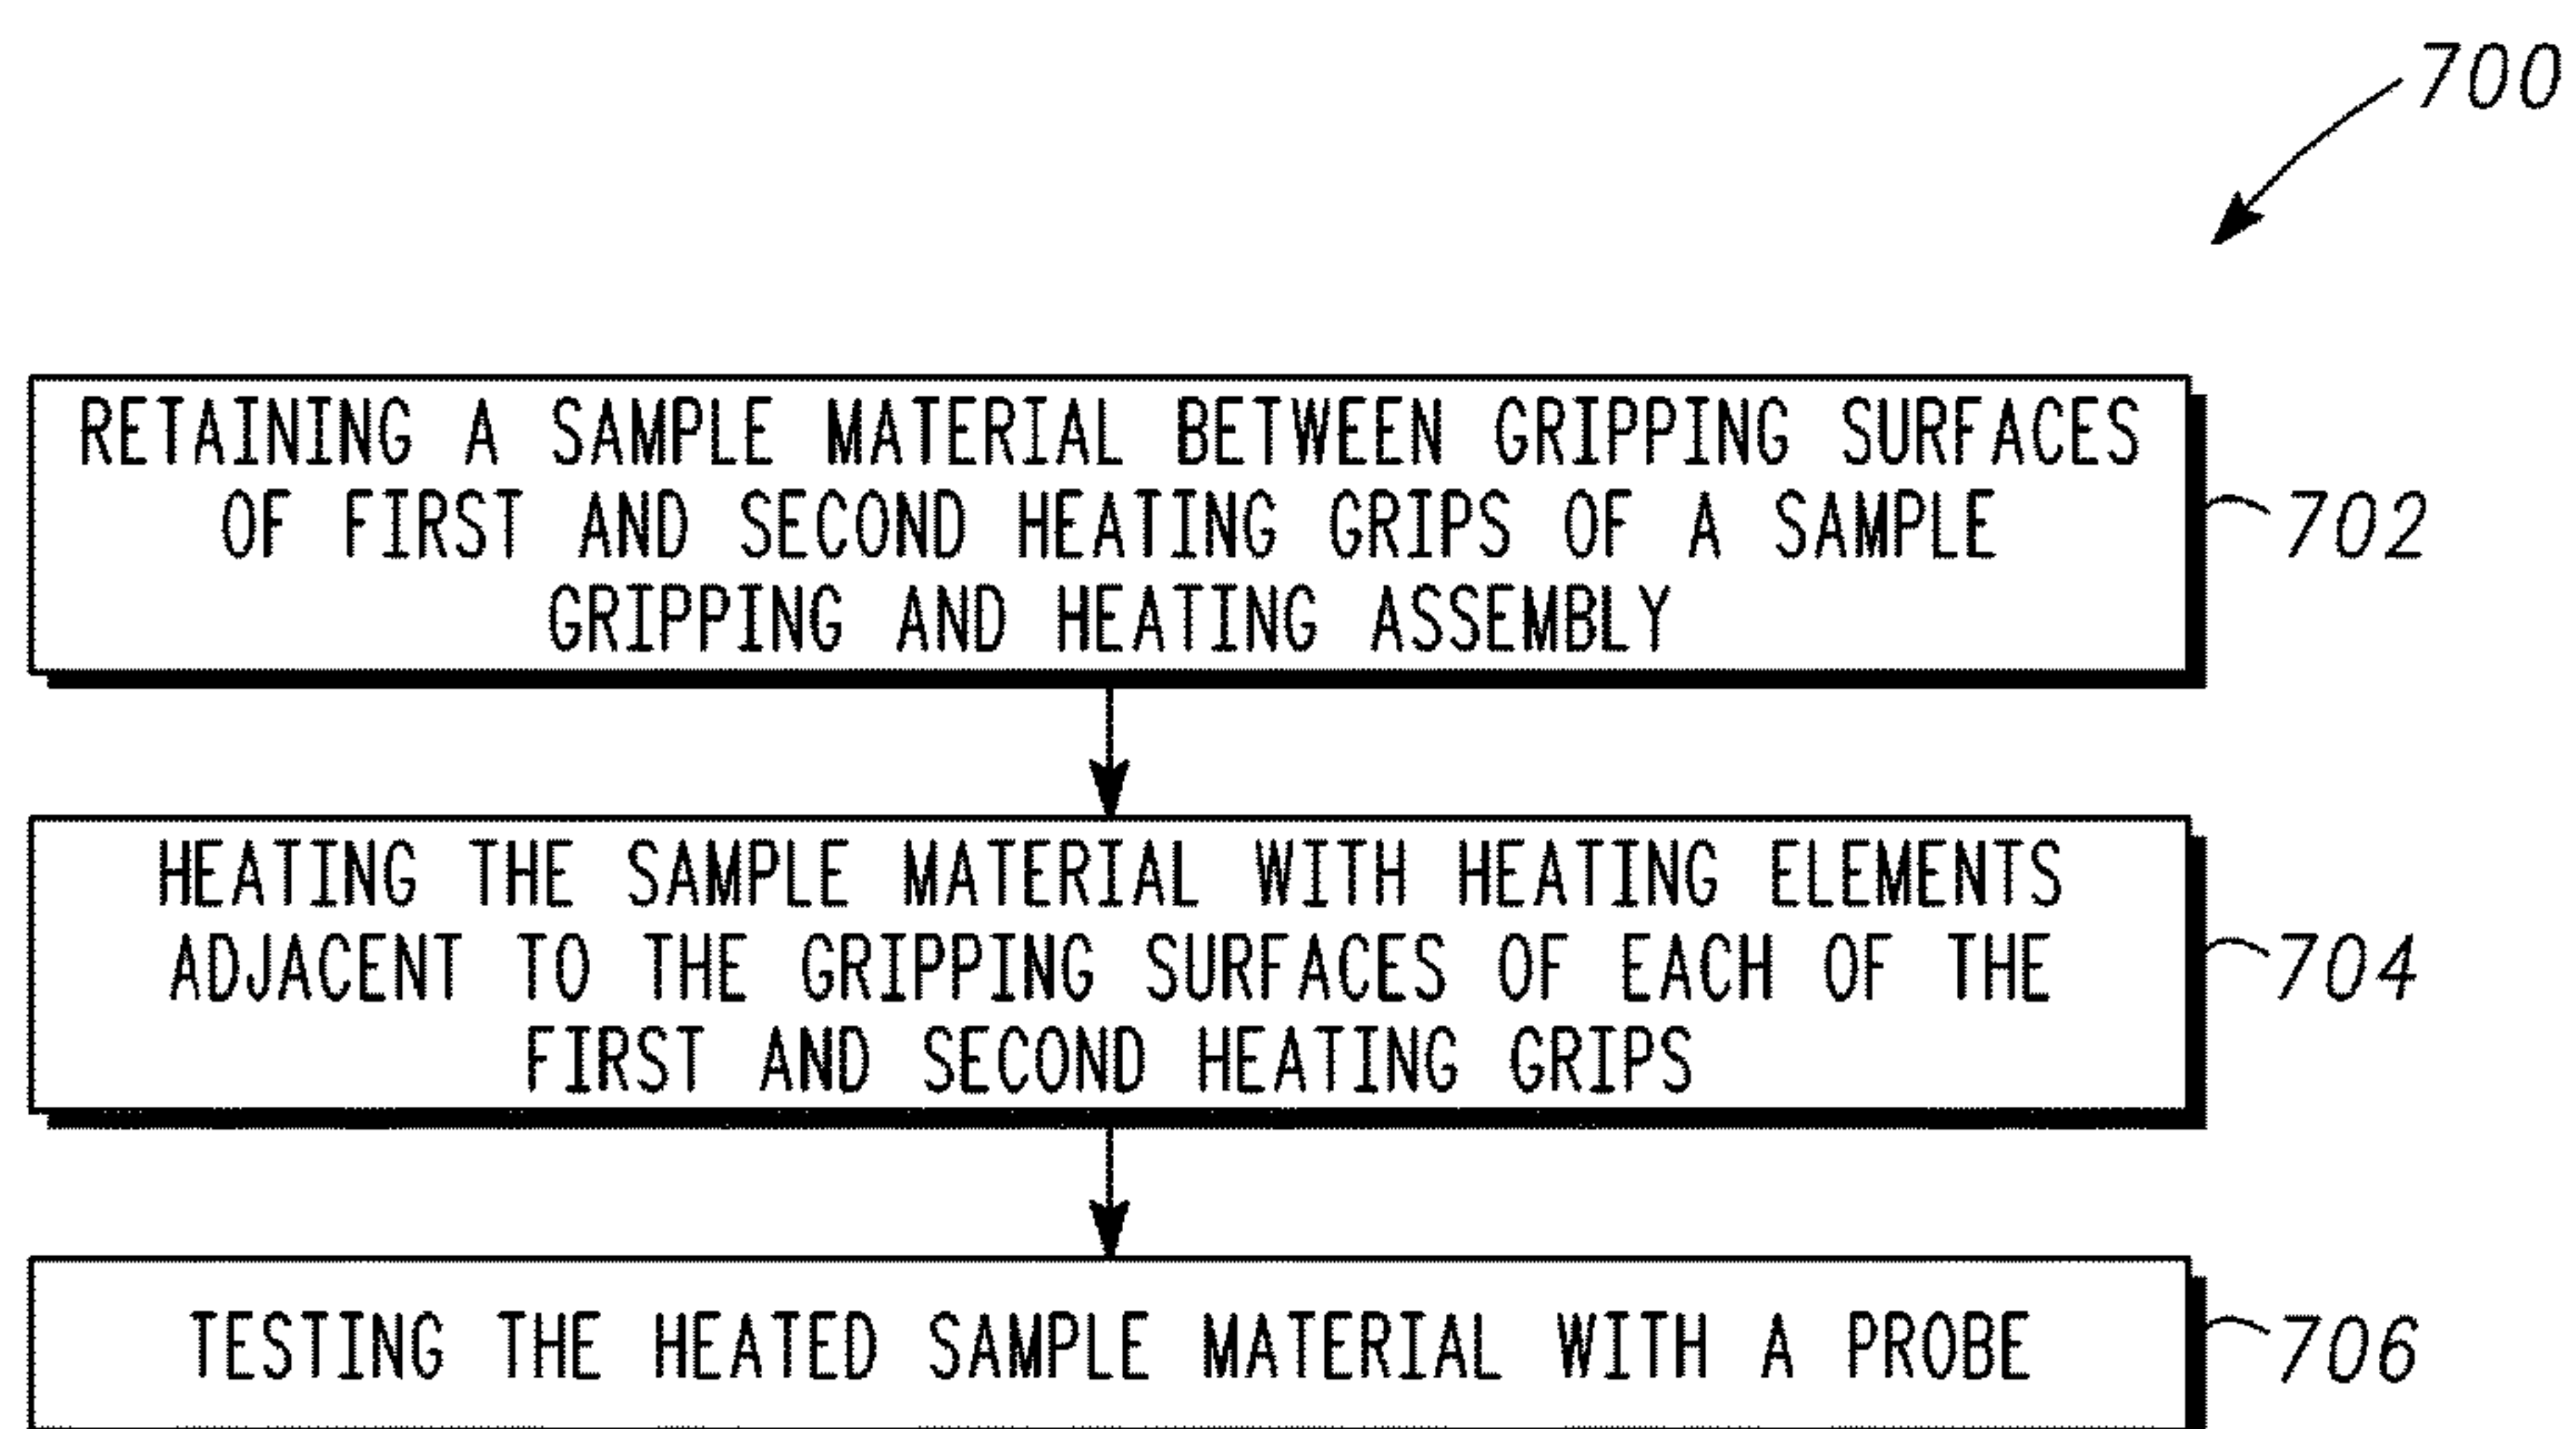 700
RETAINING A SAMPLE MATERIAL BETWEEN GRIPPING SURFACES
OF FIRST AND SECOND HEATING GRIPS OF A SAMPLE
GRIPPING AND HEATING ASSEMBLY
702
HEATING THE SAMPLE MATERIAL WITH HEATING ELEMENTS
ADJACENT TO THE GRIPPING SURFACES OF EACH OF THE
FIRST AND SECOND HEATING GRIPS
704
TESTING THE HEATED SAMPLE MATERIAL WITH A PROBE
706